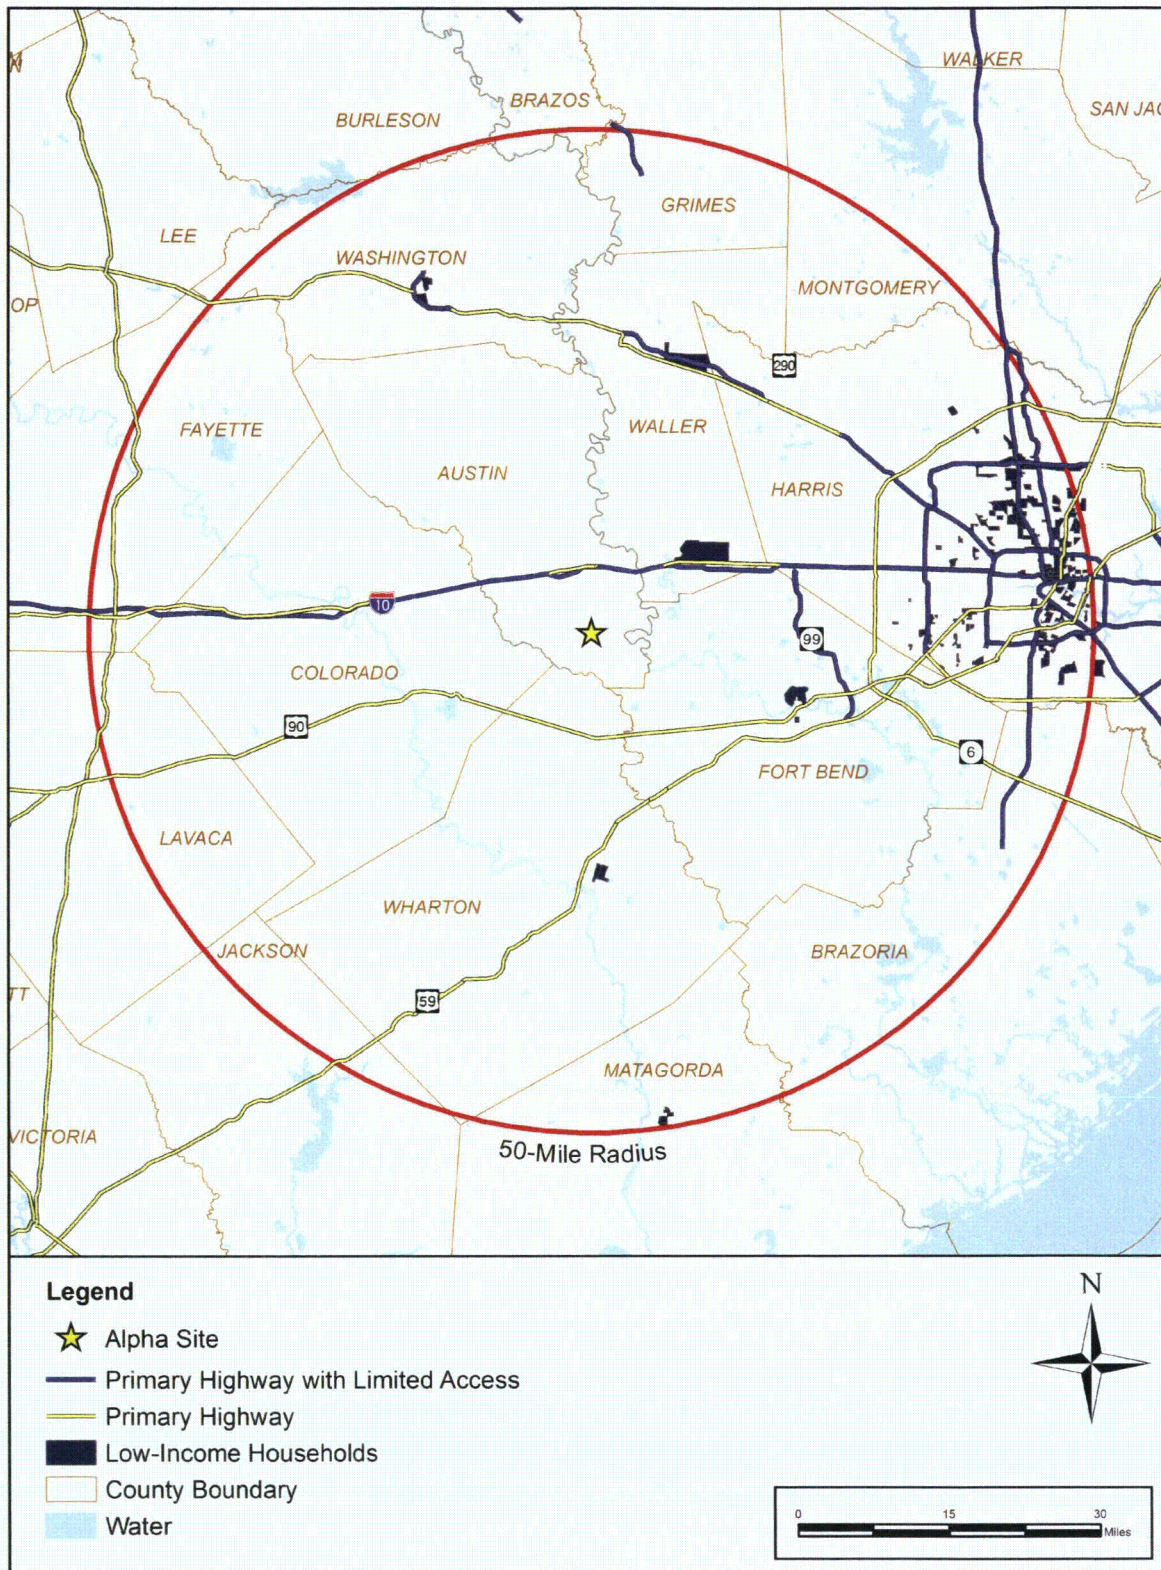 WALKER
SAN JAC
BRAZOS
BURLESON
GRIMES
LEE
WASHINGTON
MONTGOMERY
OP
290
FAYETTE
WALLER
AUSTIN
HARRIS
10
99
COLORADO
90
6
FORT BEND
LAVACA
WHARTON
JACKSON
BRAZORIA
TT
59
MATAGORDA
VICTORIA
50-Mile Radius
Legend
N
Alpha Site
Primary Highway with Limited Access
Primary Highway
Low-Income Households
County Boundary
Water
0 15 30
Miles